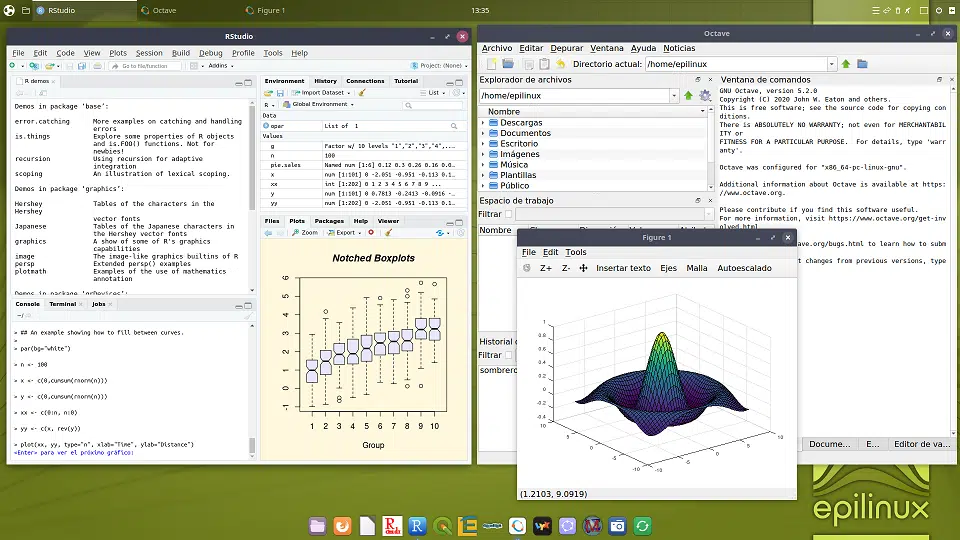 RStudio
Octave
Figure 1
13:35
RStudio
File Edit Code View Plots Session Build Debug Profile Tools Help
Go to file/function
Addins
Project: (None)
R demos
Demos in package 'base':
error.catching More examples on catching and handling
errors
is.things Explore some properties of R objects
and is.FOO() functions. Not for
newbies!
recursion Using recursion for adaptive
integration
scoping An illustration of lexical scoping.
Demos in package 'graphics':
Hershey Tables of the characters in the
Hershey
vector fonts
Japanese Tables of the Japanese characters
in the Hershey vector fonts
graphics A show of some of R's graphics
capabilities
image The image-like graphics builtins of R
persp Extended persp() examples
plotmath Examples of the use of mathematics
annotation
Demos in package 'grDevices':
Console Terminal Jobs
~/
> ## An example showing how to fill between curves.
>
> par(bg="white")
> n <- 100
> x <- c(0,cumsum(rnorm(n)))
> y <- c(0,cumsum(rnorm(n)))
> xx <- c(0:n, n:0)
> yy <- c(x, rev(y))
> plot(xx, yy, type="n", xlab="Time", ylab="Distance")
<Enter> para ver el próximo gráfico:
Environment History Connections Tutorial
Import Dataset
List
R
Global Environment
Data
opar List of 1
Values
g Factor w/ 10 levels "1","2","3","4",...
n 100
pie.sales Named num [1:6] 0.12 0.3 0.26 0.16 0.0...
x num [1:101] 0 -2.051 -0.951 -0.113 0.1...
xx int [1:202] 0 1 2 3 4 5 6 7 8 9 ...
y num [1:101] 0 0.7813 -0.2413 -0.0916 -...
yy num [1:202] 0 -2.051 -0.951 -0.113 0.1...
Files Plots Packages Help Viewer
Zoom Export
Notched Boxplots
6
5
4
3
2
1
0
-1
1 2 3 4 5 6 7 8 9 10
Group
Octave
Archivo Editar Depurar Ventana Ayuda Noticias
Directorio actual: /home/epilinux
Explorador de archivos
/home/epilinux
Nombre
Descargas
Documentos
Escritorio
Imágenes
Música
Plantillas
Público
Espacio de trabajo
Filtrar
Nombre
Historial
Filtrar
sombrero
Ventana de comandos
GNU Octave, version 5.2.0
Copyright (C) 2020 John W. Eaton and others.
This is free software; see the source code for copying con
ditions.
There is ABSOLUTELY NO WARRANTY; not even for MERCHANTABIL
ITY or
FITNESS FOR A PARTICULAR PURPOSE. For details, type 'warr
anty'.
Octave was configured for "x86_64-pc-linux-gnu".
Additional information about Octave is available at https:
//www.octave.org.
Please contribute if you find this software useful.
For more information, visit https://www.octave.org/get-inv
olved.html
ave.org/bugs.html to learn how to subm
t changes from previous versions, type
Figure 1
File Edit Tools
Z+ Z- Insertar texto Ejes Malla Autoescalado
1
0.8
0.6
0.4
0.2
0
-0.2
-0.4
10
5
0
-5
-10
-10
-5
0
5
10
(1.2103, 9.0919)
Docume... E... Editor de va...
epilinux